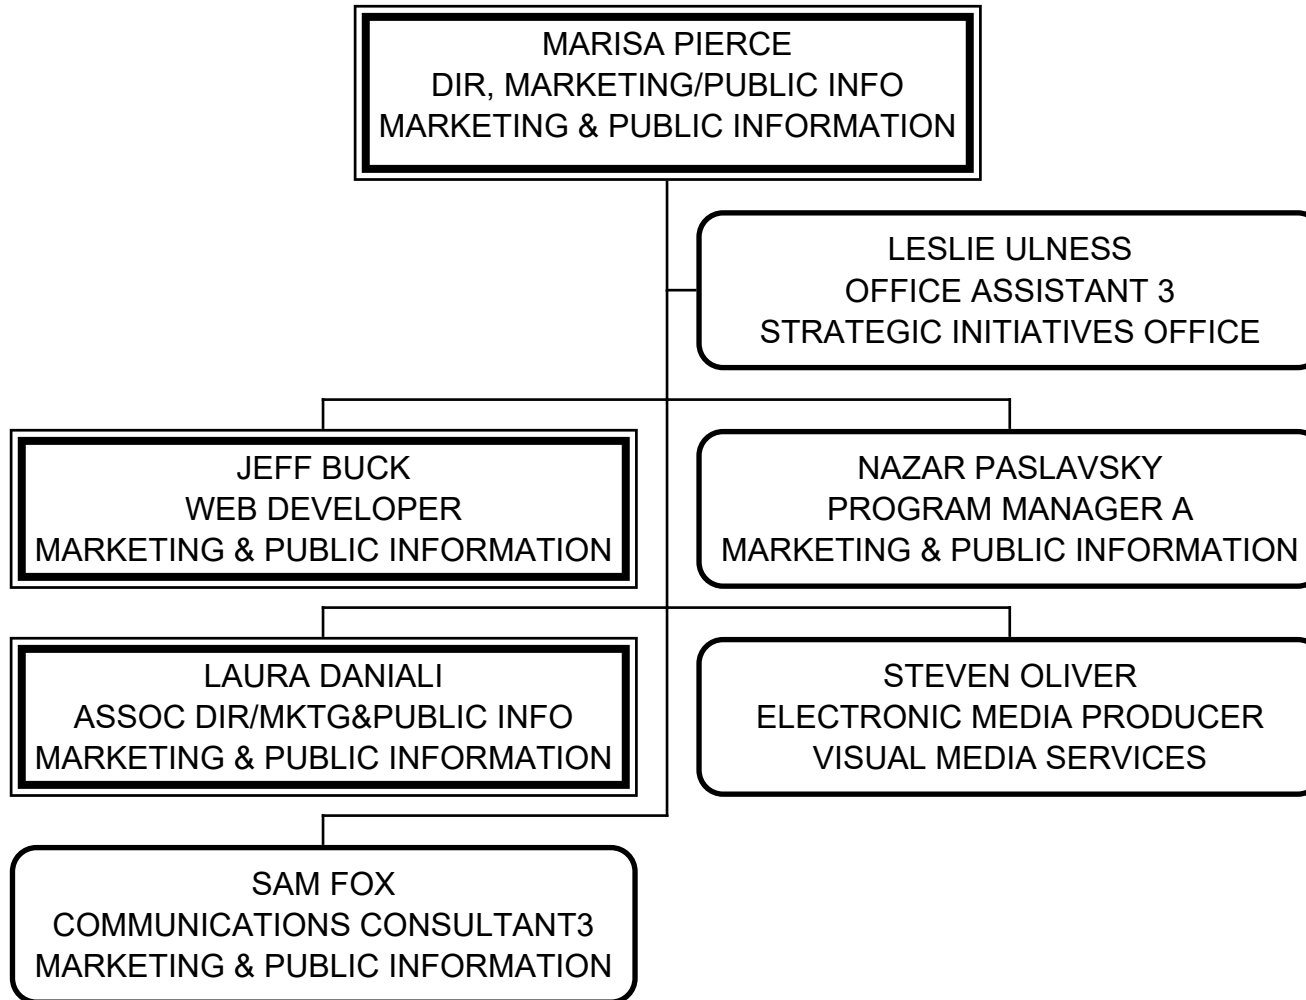 MARISA PIERCE
DIR, MARKETING/PUBLIC INFO
MARKETING & PUBLIC INFORMATION
LESLIE ULNESS
OFFICE ASSISTANT 3
STRATEGIC INITIATIVES OFFICE
JEFF BUCK
WEB DEVELOPER
MARKETING & PUBLIC INFORMATION
NAZAR PASLAVSKY
PROGRAM MANAGER A
MARKETING & PUBLIC INFORMATION
LAURA DANIALI
ASSOC DIR/MKTG&PUBLIC INFO
MARKETING & PUBLIC INFORMATION
STEVEN OLIVER
ELECTRONIC MEDIA PRODUCER
VISUAL MEDIA SERVICES
SAM FOX
COMMUNICATIONS CONSULTANT3
MARKETING & PUBLIC INFORMATION